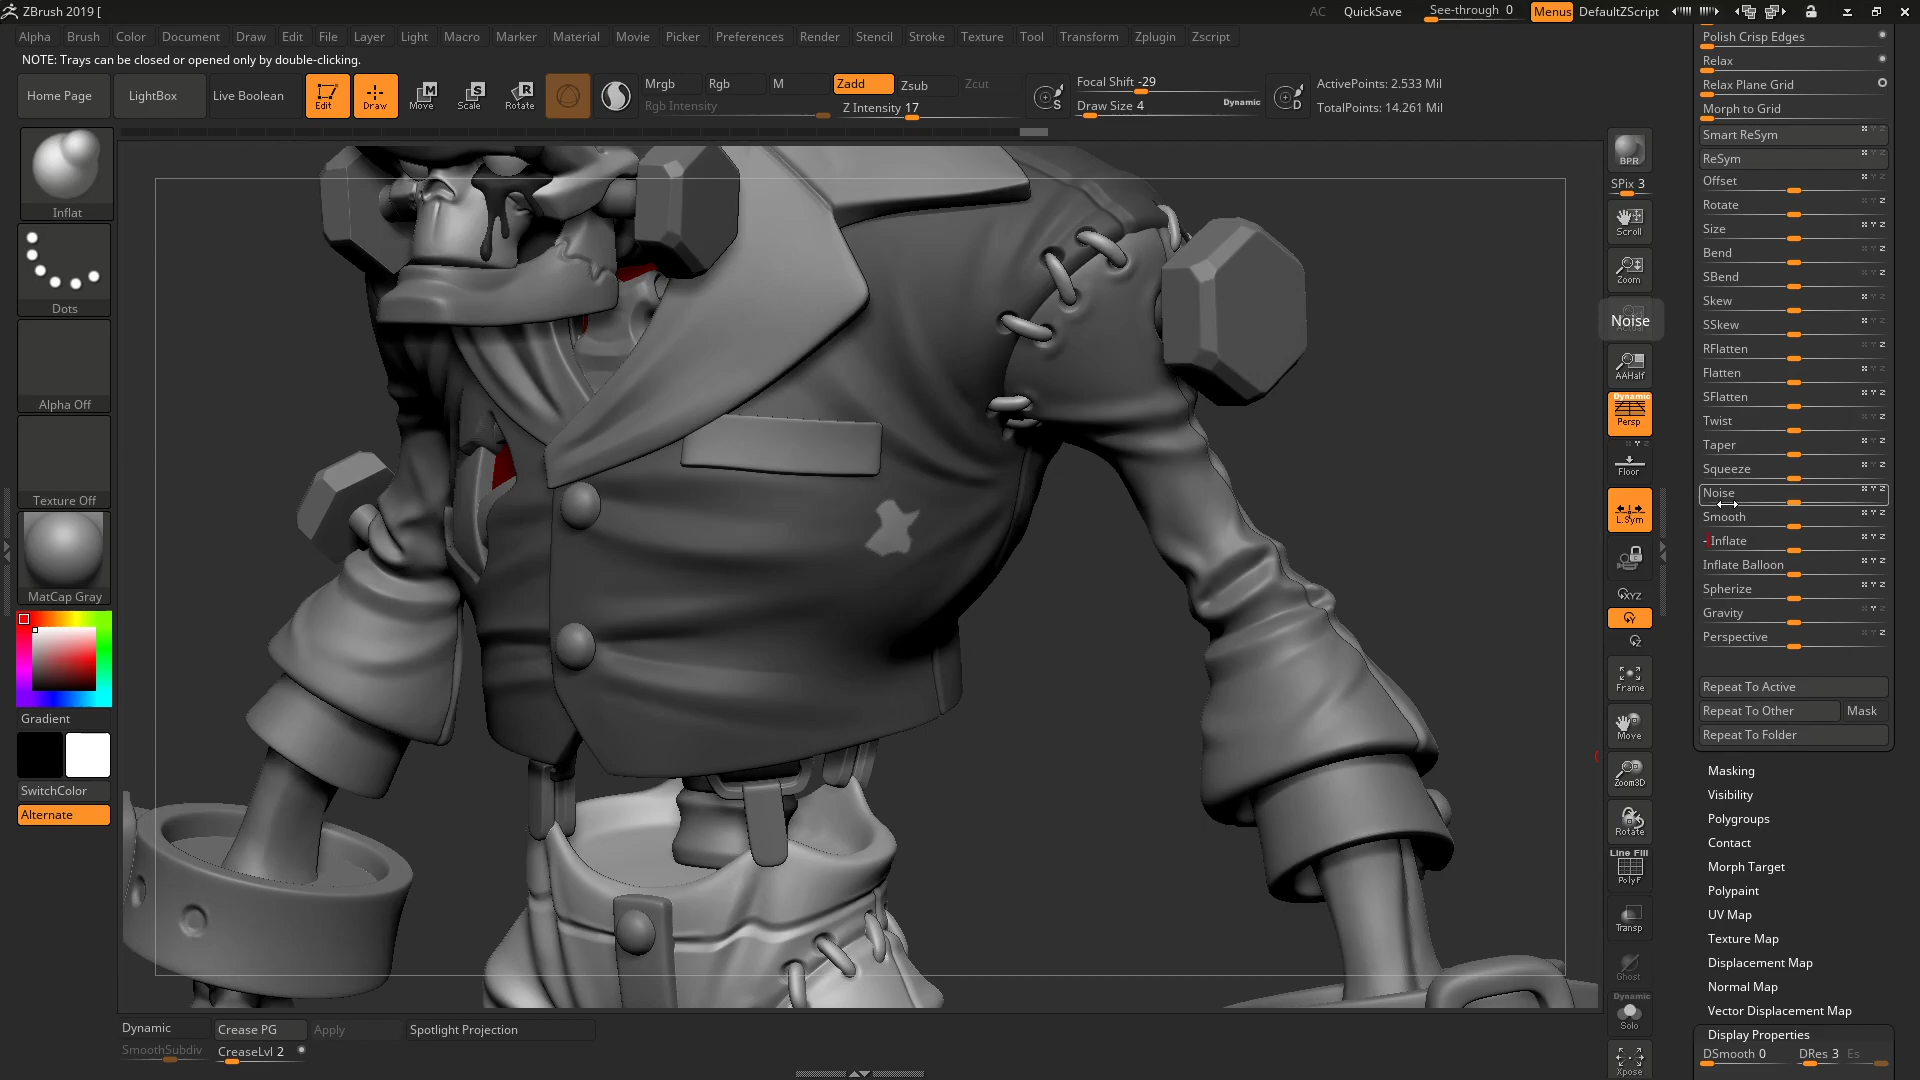 ZBrush 2019 [
AC QuickSave See-through 0 Menus DefaultZScript
Alpha Brush Color Document Draw Edit File Layer Light Macro Marker Material Movie Picker Preferences Render Stencil Stroke Texture Tool Transform Zplugin Zscript
NOTE: Trays can be closed or opened only by double-clicking.
Home Page LightBox Live Boolean Edit Draw Move Scale Rotate
Mrgb Rgb M Zadd Zsub Zcut
Rgb Intensity Z Intensity 17
Focal Shift -29
Draw Size 4 Dynamic
ActivePoints: 2.533 Mil
TotalPoints: 14.261 Mil
S
D
M
S
R
Inflat
Dots
Alpha Off
Texture Off
MatCap Gray
Gradient
SwitchColor
Alternate
BPR
SPix 3
Scroll
Zoom
Noise
AAHalf
Dynamic
Persp
Floor
L.Sym
XYZ
Y
Z
Frame
Move
Zoom3D
Rotate
Line Fill
PolyF
Transp
Ghost
Dynamic
Solo
Xpose
Polish Crisp Edges
Relax
Relax Plane Grid
Morph to Grid
Smart ReSym
ReSym
Offset
Rotate
Size
Bend
SBend
Skew
SSkew
RFlatten
Flatten
SFlatten
Twist
Taper
Squeeze
Noise
Smooth
- Inflate
Inflate Balloon
Spherize
Gravity
Perspective
Repeat To Active
Repeat To Other Mask
Repeat To Folder
Masking
Visibility
Polygroups
Contact
Morph Target
Polypaint
UV Map
Texture Map
Displacement Map
Normal Map
Vector Displacement Map
Display Properties
DSmooth 0 DRes 3 Es
Dynamic Crease PG Apply Spotlight Projection
SmoothSubdiv CreaseLvl 2